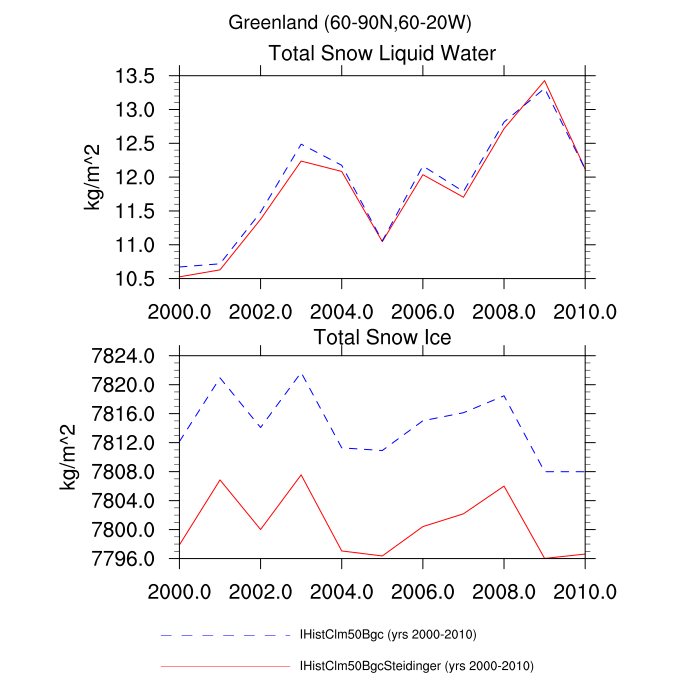 Greenland (60-90N,60-20W)
Total Snow Liquid Water
13.5
13.0
12.5
12.0
11.5
11.0
10.5
kg/m^2
2000.0 2002.0 2004.0 2006.0 2008.0 2010.0
Total Snow Ice
7824.0
7820.0
7816.0
7812.0
7808.0
7804.0
7800.0
7796.0
kg/m^2
2000.0 2002.0 2004.0 2006.0 2008.0 2010.0
IHistClm50Bgc (yrs 2000-2010)
IHistClm50BgcSteidinger (yrs 2000-2010)